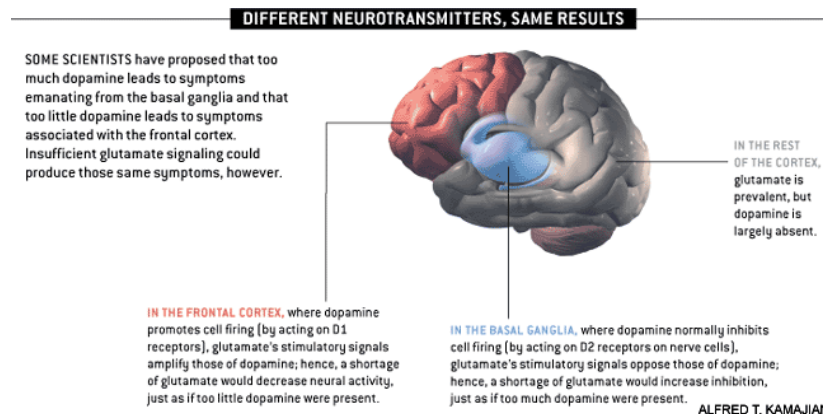 DIFFERENT NEUROTRANSMITTERS, SAME RESULTS
SOME SCIENTISTS have proposed that too
much dopamine leads to symptoms
emanating from the basal ganglia and that
too little dopamine leads to symptoms
associated with the frontal cortex.
Insufficient glutamate signaling could
produce those same symptoms, however.
IN THE REST
OF THE CORTEX,
glutamate is
prevalent, but
dopamine is
largely absent.
IN THE FRONTAL CORTEX, where dopamine
promotes cell firing (by acting on D1
receptors), glutamate's stimulatory signals
amplify those of dopamine; hence, a shortage
of glutamate would decrease neural activity,
just as if too little dopamine were present.
IN THE BASAL GANGLIA, where dopamine normally inhibits
cell firing (by acting on D2 receptors on nerve cells),
glutamate's stimulatory signals oppose those of dopamine;
hence, a shortage of glutamate would increase inhibition,
just as if too much dopamine were present.
ALFRED T. KAMAJIAN